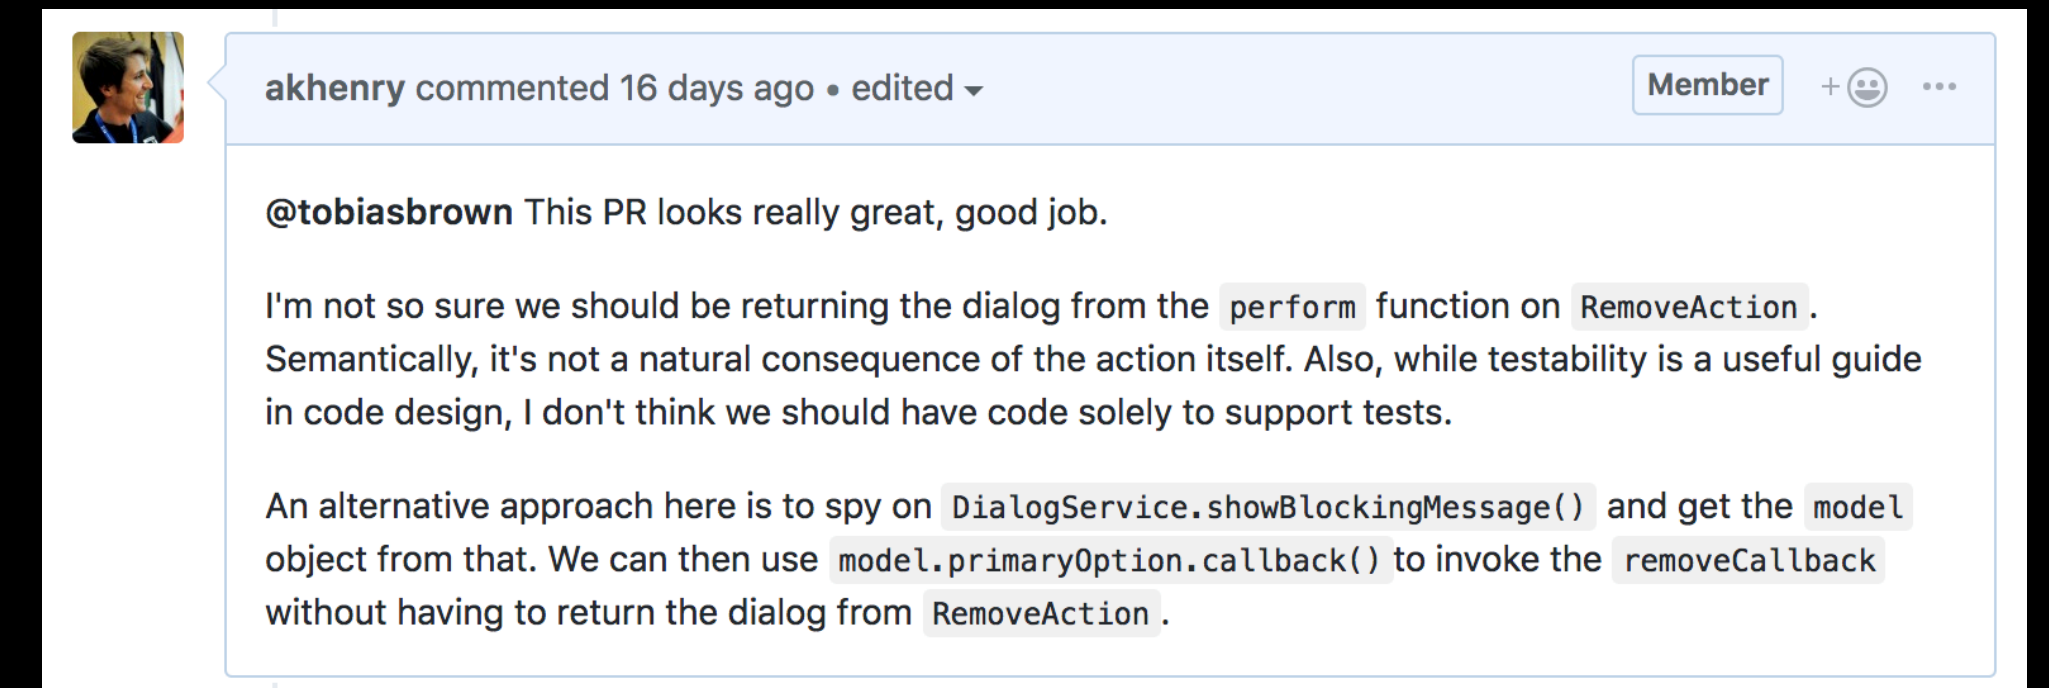 akhenry commented 16 days ago • edited
Member
@tobiasbrown This PR looks really great, good job.
I'm not so sure we should be returning the dialog from the perform function on RemoveAction.
Semantically, it's not a natural consequence of the action itself. Also, while testability is a useful guide
in code design, I don't think we should have code solely to support tests.
An alternative approach here is to spy on DialogService.showBlockingMessage() and get the model
object from that. We can then use model.primaryOption.callback() to invoke the removeCallback
without having to return the dialog from RemoveAction.